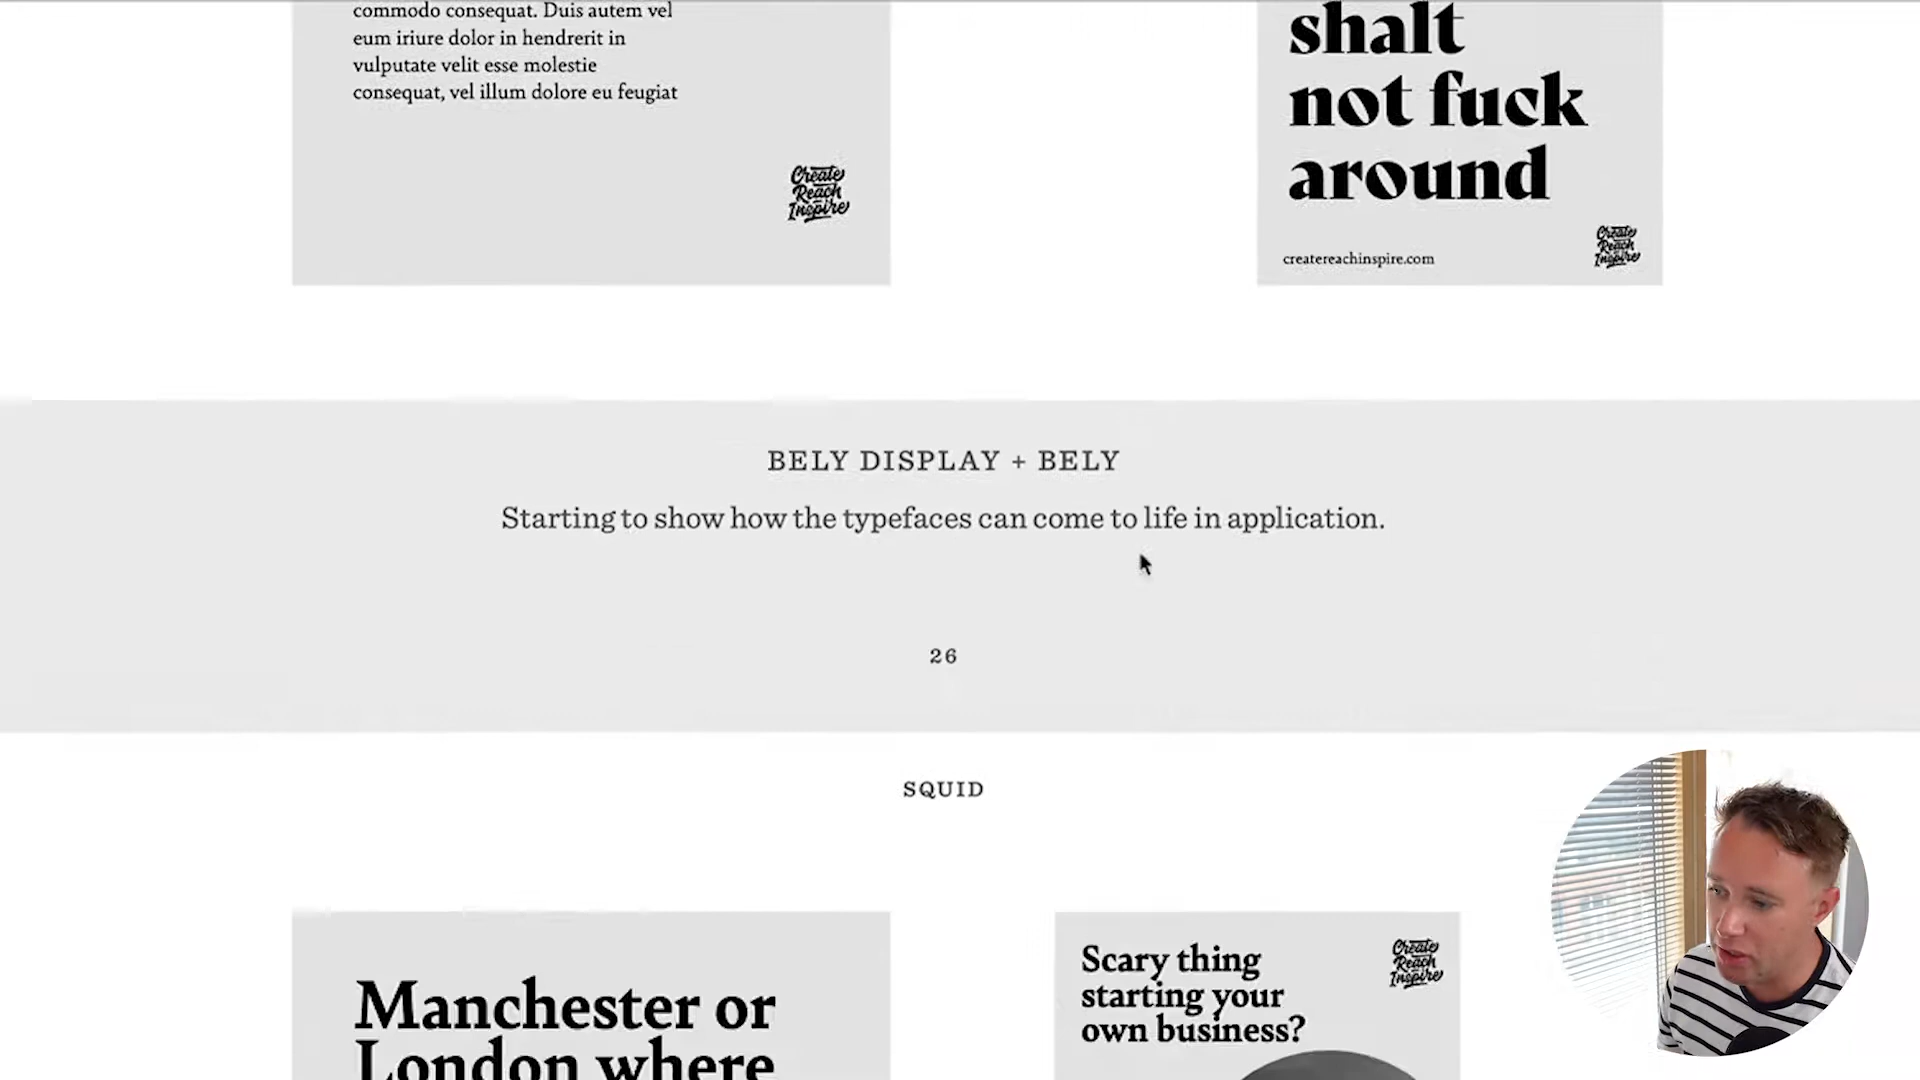 commodo consequat. Duis autem vel
eum iriure dolor in hendrerit in
vulputate velit esse molestie
consequat, vel illum dolore eu feugiat
Create
Reach
Inspire
shalt
not fuck
around
createreachinspire.com
Create
Reach
Inspire
BELY DISPLAY + BELY
Starting to show how the typefaces can come to life in application.
26
SQUID
Manchester or
London where
Scary thing
starting your
own business?
Create
Reach
Inspire